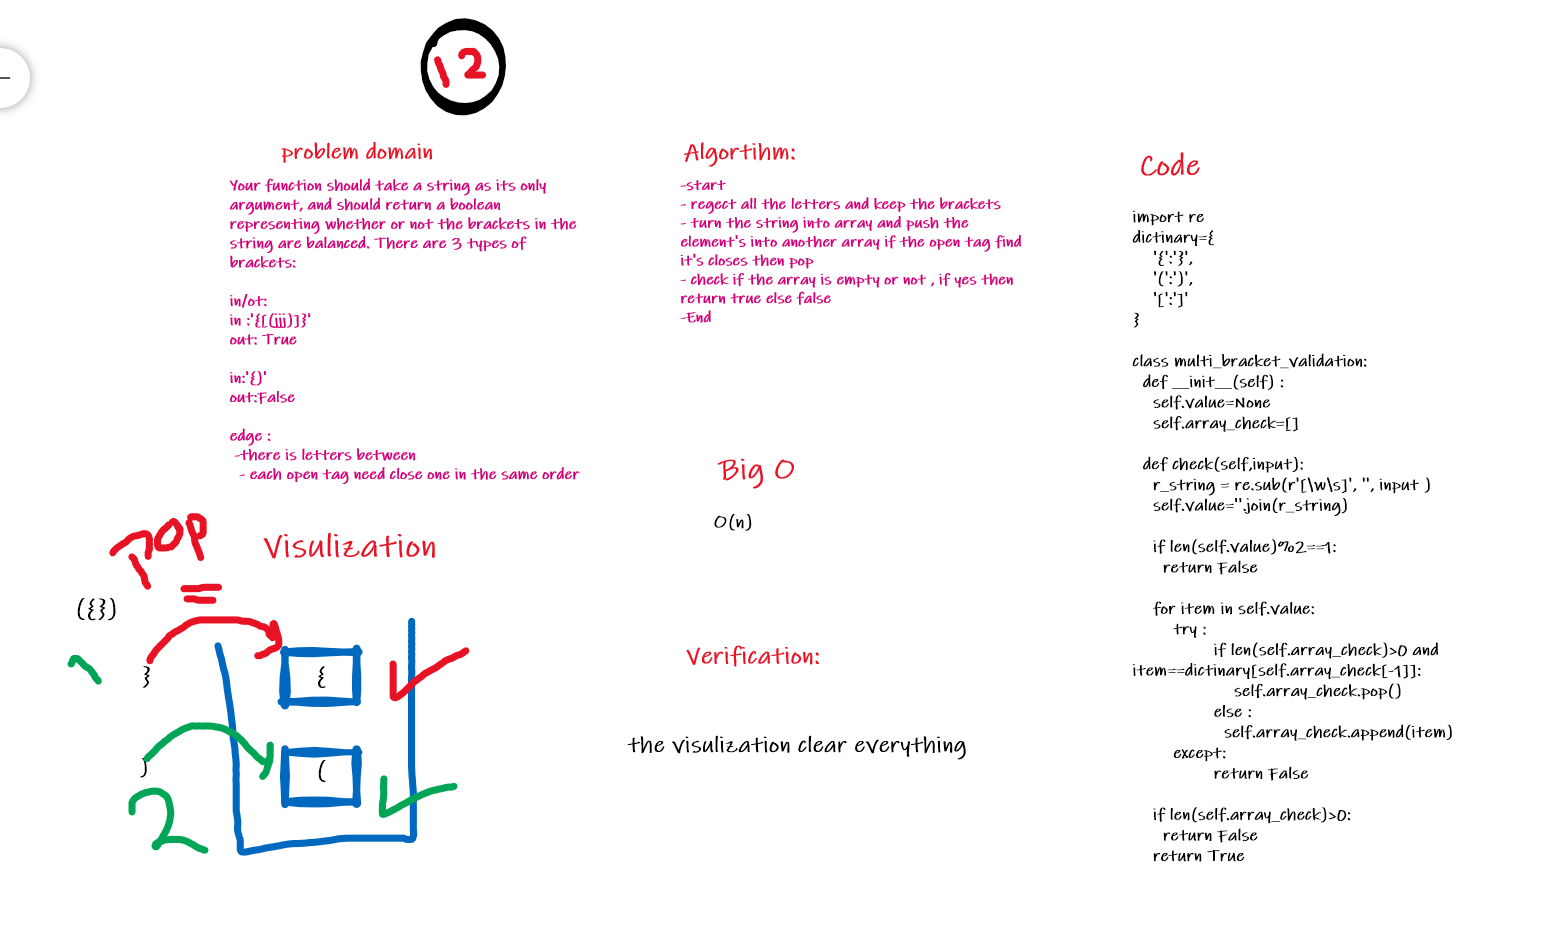 12
problem domain
Your function should take a string as its only
argument, and should return a boolean
representing whether or not the brackets in the
string are balanced. There are 3 types of
brackets:
in/ot:
in :'{[(jjj)]}'
out: True
in:'{)'
out:False
edge :
-there is letters between
- each open tag need close one in the same order
Algortihm:
-start
- regect all the letters and keep the brackets
- turn the string into array and push the
element's into another array if the open tag find
it's closes then pop
- check if the array is empty or not , if yes then
return true else false
-End
Big O
O(n)
Verification:
the visulization clear everything
Visulization
pop
({})
}
{
)
(
2
Code
import re
dictinary={
'{':'}',
'(':')',
'[':']'
}
class multi_bracket_validation:
def __init__(self) :
self.value=None
self.array_check=[]
def check(self,input):
r_string = re.sub(r'[\w\s]', '', input )
self.value=''.join(r_string)
if len(self.value)%2==1:
return False
for item in self.value:
try :
if len(self.array_check)>0 and
item==dictinary[self.array_check[-1]]:
self.array_check.pop()
else :
self.array_check.append(item)
except:
return False
if len(self.array_check)>0:
return False
return True